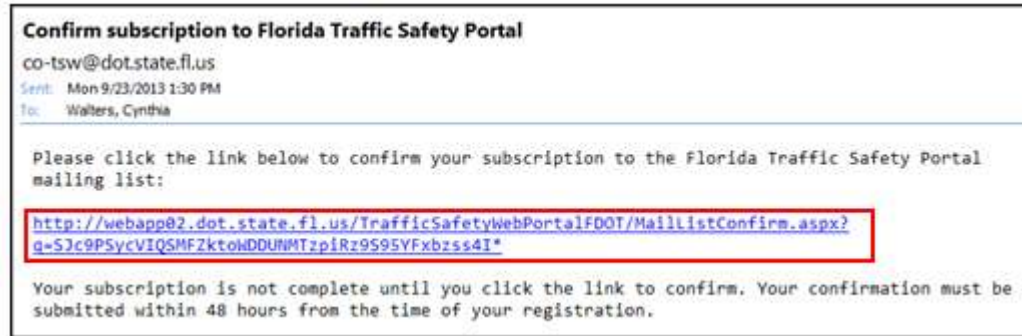 Confirm subscription to Florida Traffic Safety Portal
co-tsw@dot.state.fl.us
Sent: Mon 9/23/2013 1:30 PM
To: Walters, Cynthia
Please click the link below to confirm your subscription to the Florida Traffic Safety Portal
mailing list:
http://webapp02.dot.state.fl.us/TrafficSafetyWebPortalFDOT/MailListConfirm.aspx?
q=SJc9PSycVIQSMFZktoWDDUNMTzpiRz9S9SYFxbzss4I*
Your subscription is not complete until you click the link to confirm. Your confirmation must be
submitted within 48 hours from the time of your registration.